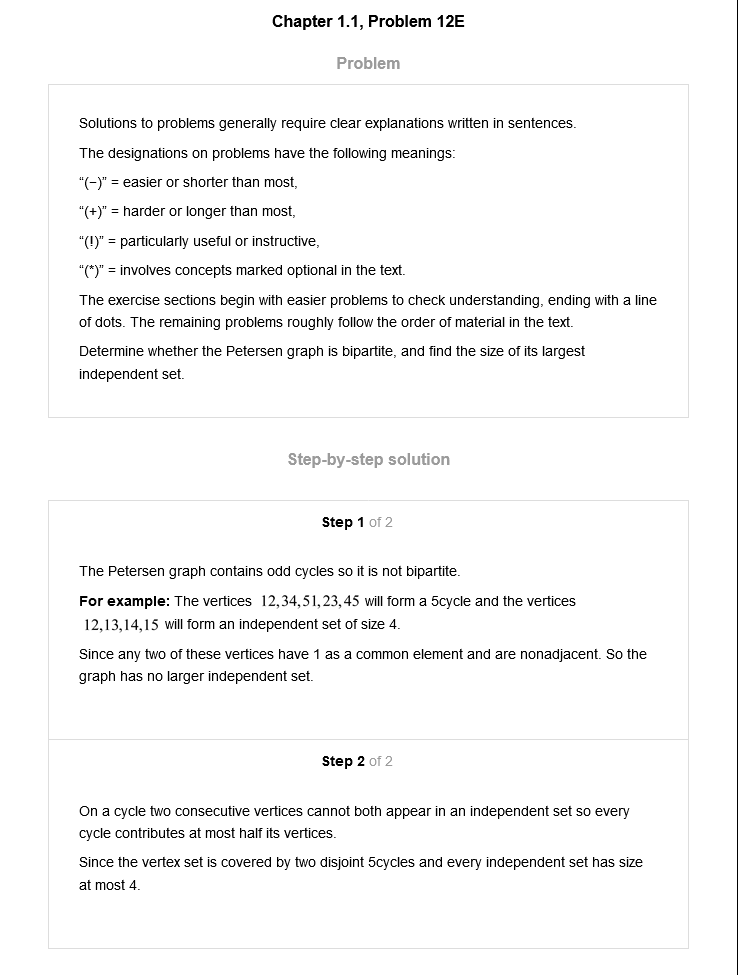 Chapter 1.1, Problem 12E
Problem
Solutions to problems generally require clear explanations written in sentences.
The designations on problems have the following meanings:
“(−)” = easier or shorter than most,
“(+)” = harder or longer than most,
“(!)” = particularly useful or instructive,
“(*)” = involves concepts marked optional in the text.
The exercise sections begin with easier problems to check understanding, ending with a line
of dots. The remaining problems roughly follow the order of material in the text.
Determine whether the Petersen graph is bipartite, and find the size of its largest
independent set.
Step-by-step solution
Step 1 of 2
The Petersen graph contains odd cycles so it is not bipartite.
For example: The vertices 12,34,51,23,45 will form a 5cycle and the vertices
12,13,14,15 will form an independent set of size 4.
Since any two of these vertices have 1 as a common element and are nonadjacent. So the
graph has no larger independent set.
Step 2 of 2
On a cycle two consecutive vertices cannot both appear in an independent set so every
cycle contributes at most half its vertices.
Since the vertex set is covered by two disjoint 5cycles and every independent set has size
at most 4.